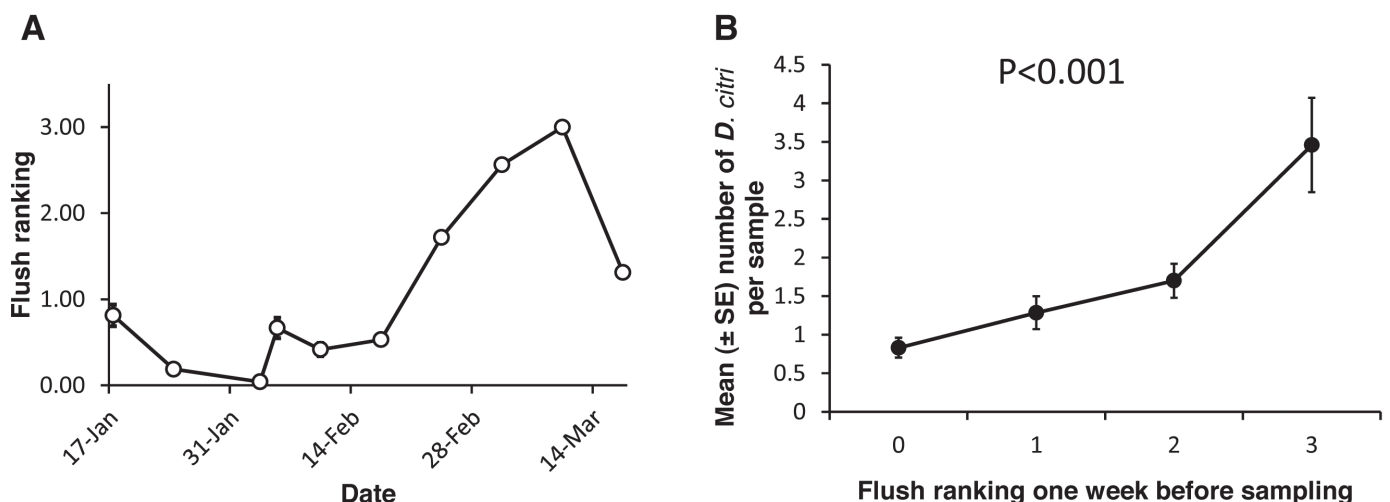 A
Flush ranking
3.00
2.00
1.00
0.00
17-Jan
31-Jan
14-Feb
28-Feb
14-Mar
Date
B
Mean (± SE) number of D. citri
per sample
P<0.001
4.5
4
3.5
3
2.5
2
1.5
1
0.5
0
0
1
2
3
Flush ranking one week before sampling